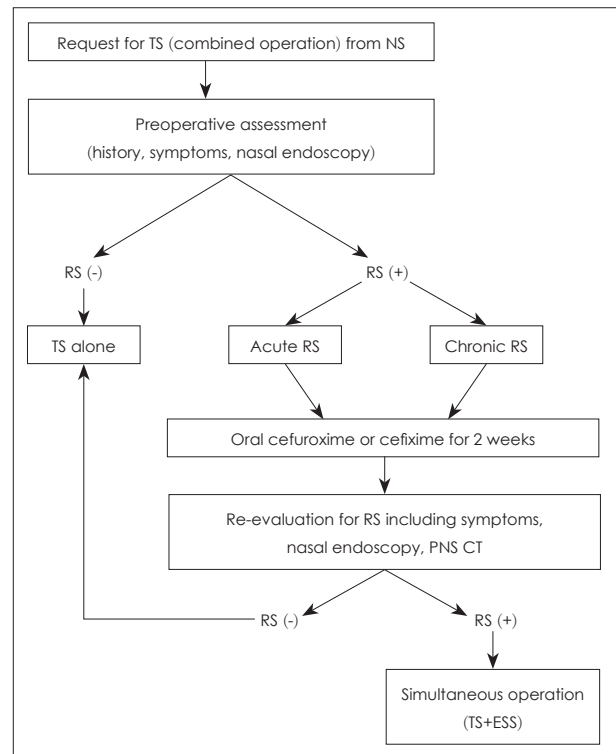 Request for TS (combined operation) from NS
Preoperative assessment
(history, symptoms, nasal endoscopy)
RS (-)
RS (+)
TS alone
Acute RS
Chronic RS
Oral cefuroxime or cefixime for 2 weeks
Re-evaluation for RS including symptoms,
nasal endoscopy, PNS CT
RS (-)
RS (+)
Simultaneous operation
(TS+ESS)